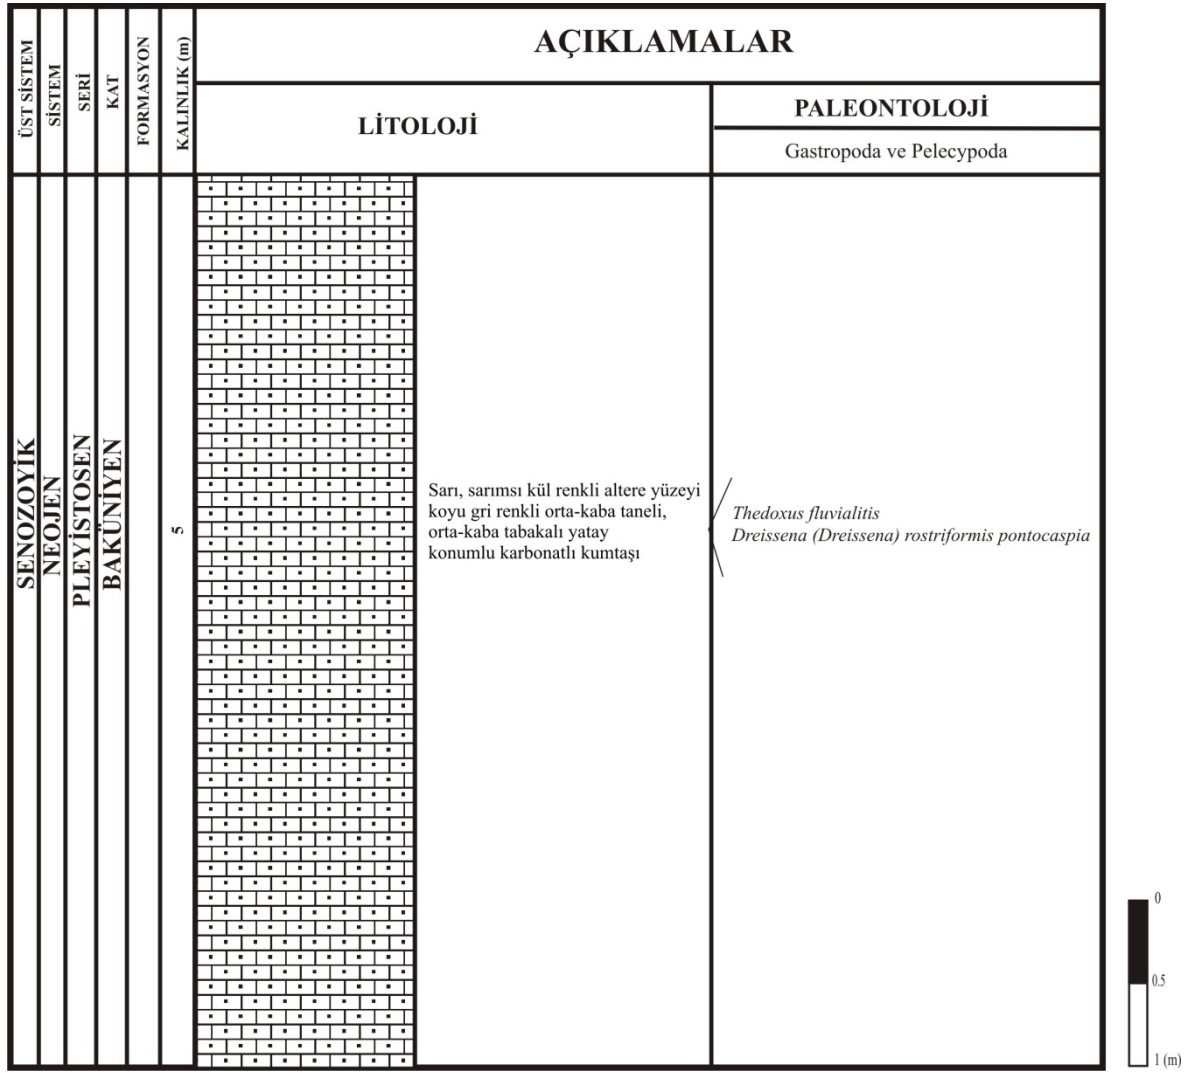 ÜST SİSTEM
SİSTEM
SERİ
KAT
FORMASYON
KALINLIK (m)
AÇIKLAMALAR
LİTOLOJİ
PALEONTOLOJİ
Gastropoda ve Pelecypoda
SENOZOYİK
NEOJEN
PLEYİSTOSEN
BAKÜNİYEN
5
Sarı, sarımsı kül renkli altere yüzeyi
koyu gri renkli orta-kaba taneli,
orta-kaba tabakalı yatay
konumlu karbonatlı kumtaşı
Thedoxus fluvialitis
Dreissena (Dreissena) rostriformis pontocaspia
0
0.5
1 (m)